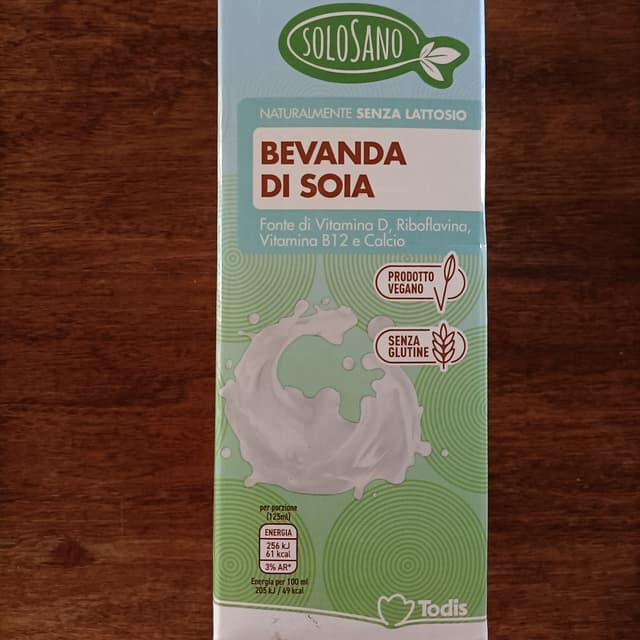 SOLOSANO
NATURALMENTE SENZA LATTOSIO
BEVANDA
DI SOIA
Fonte di Vitamina D, Riboflavina,
Vitamina B12 e Calcio
PRODOTTO
VEGANO
SENZA
GLUTINE
per porzione
(125ml)
ENERGIA
256 kJ
61 kcal
3% AR*
Energia per 100 ml
205 kJ / 49 kcal
Todis